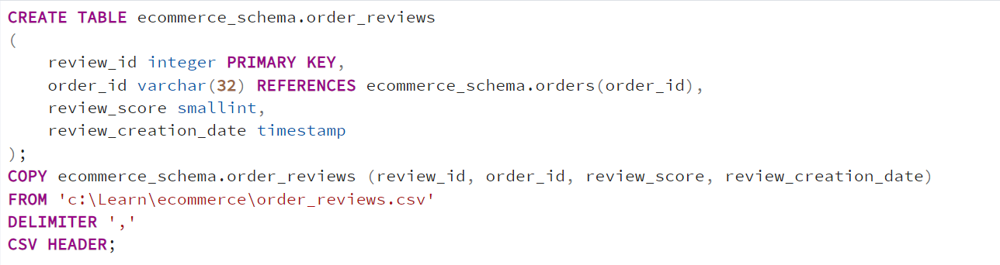 CREATE TABLE ecommerce_schema.order_reviews
(
    review_id integer PRIMARY KEY,
    order_id varchar(32) REFERENCES ecommerce_schema.orders(order_id),
    review_score smallint,
    review_creation_date timestamp
);
COPY ecommerce_schema.order_reviews (review_id, order_id, review_score, review_creation_date)
FROM 'c:\Learn\ecommerce\order_reviews.csv'
DELIMITER ','
CSV HEADER;